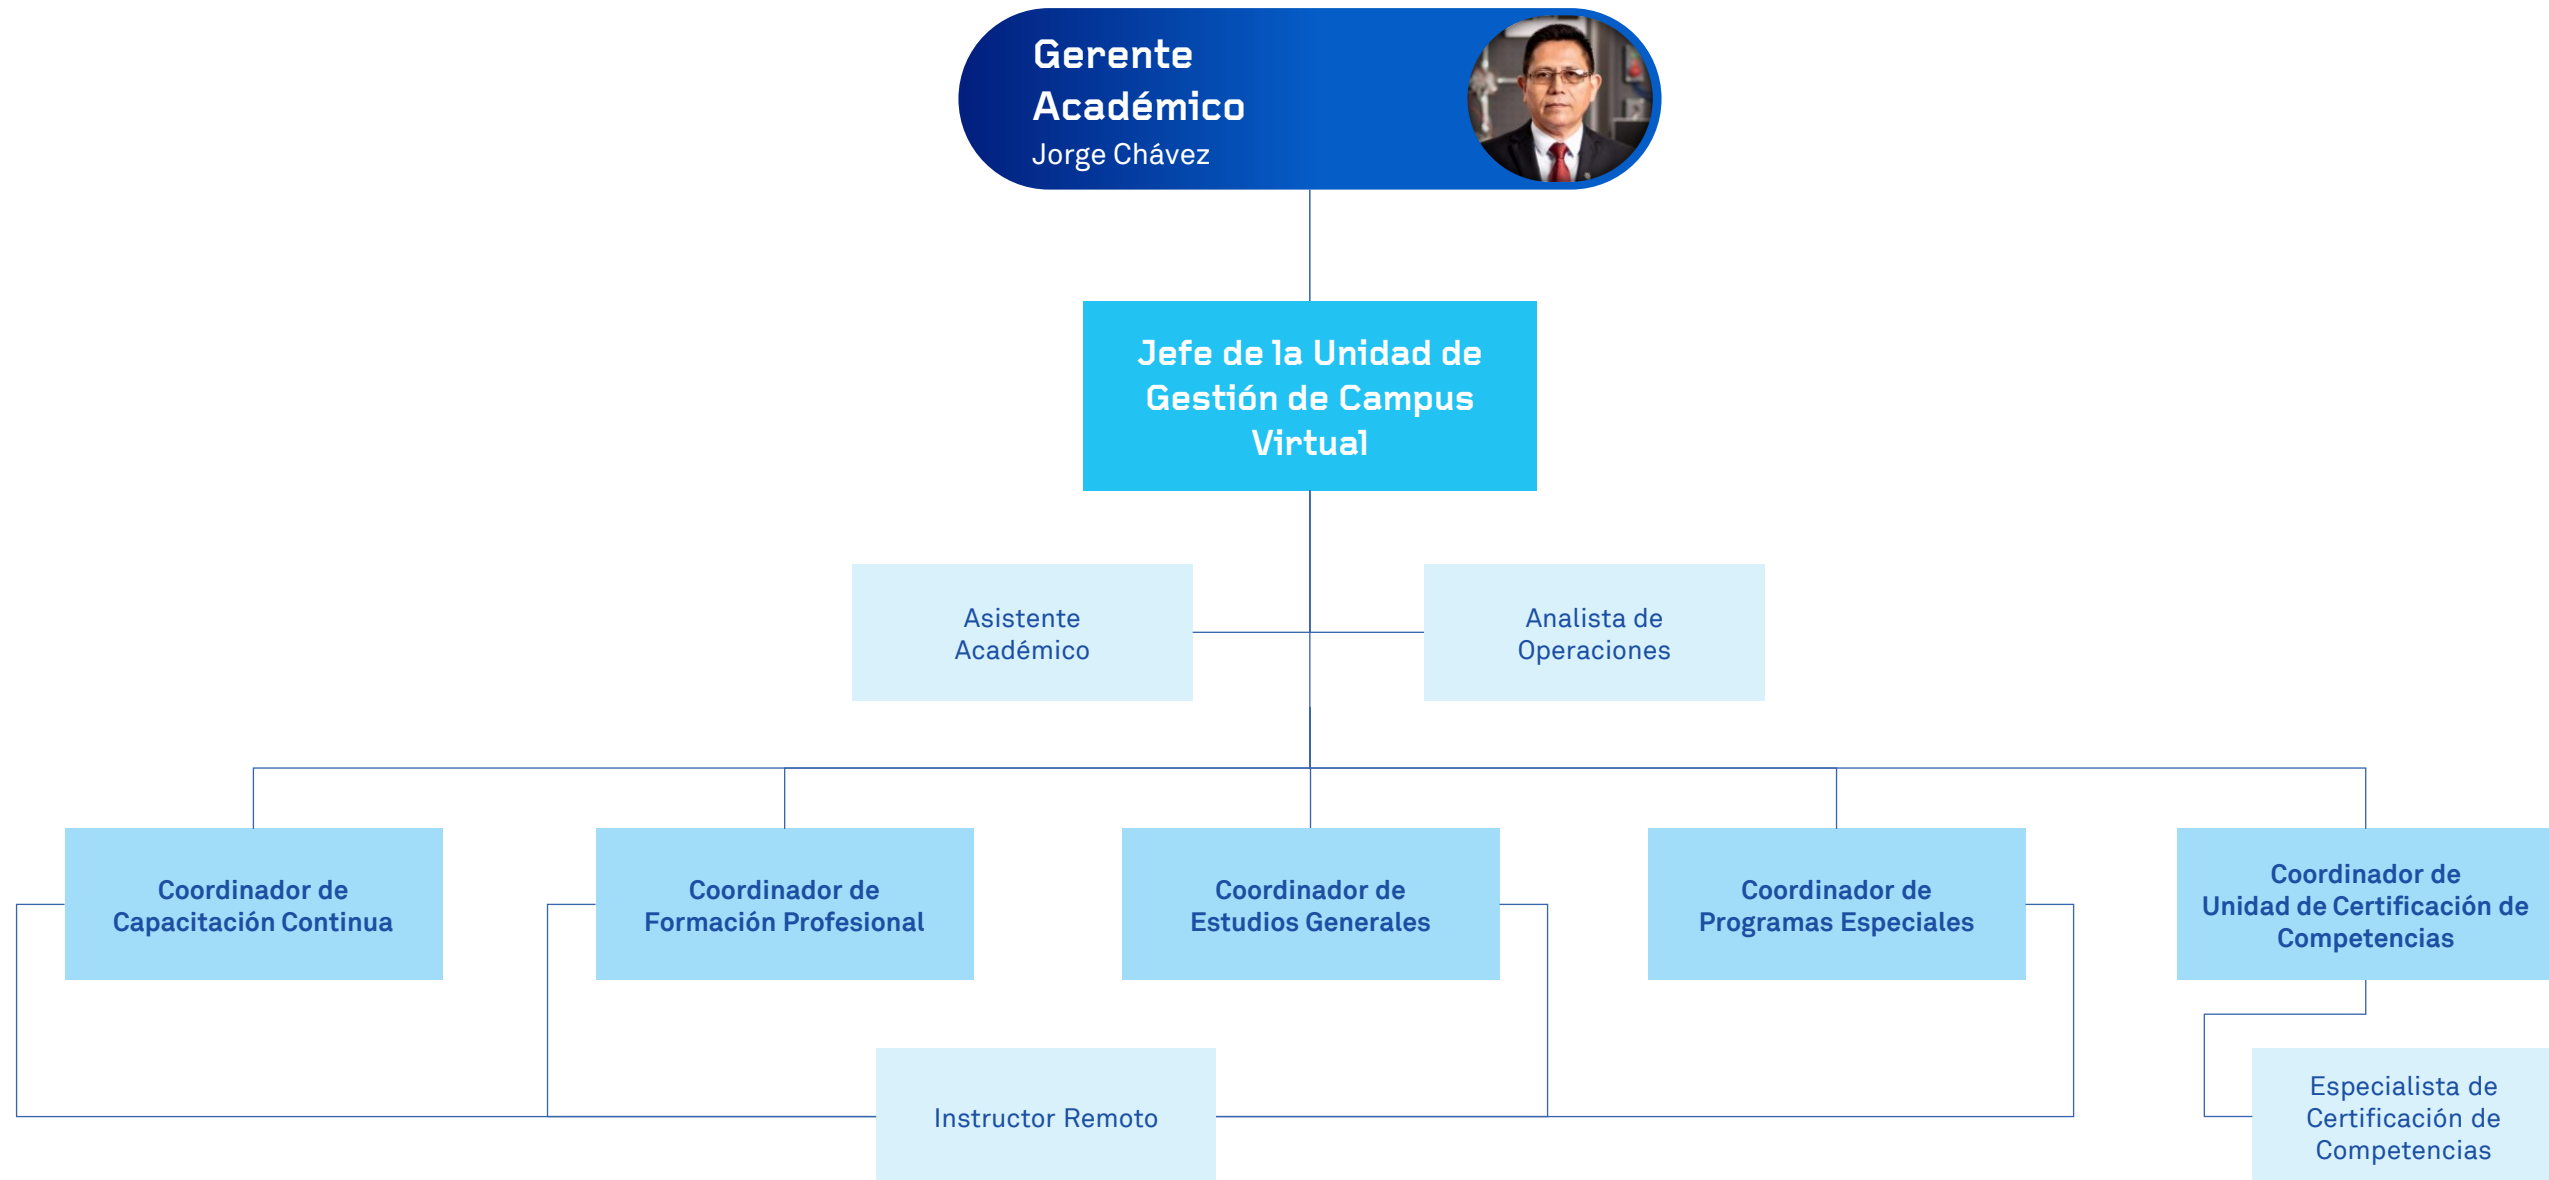 Gerente
Académico
Jorge Chávez
Jefe de la Unidad de
Gestión de Campus
Virtual
Asistente
Académico
Analista de
Operaciones
Coordinador de
Capacitación Continua
Coordinador de
Formación Profesional
Coordinador de
Estudios Generales
Coordinador de
Programas Especiales
Coordinador de
Unidad de Certificación de
Competencias
Instructor Remoto
Especialista de
Certificación de
Competencias